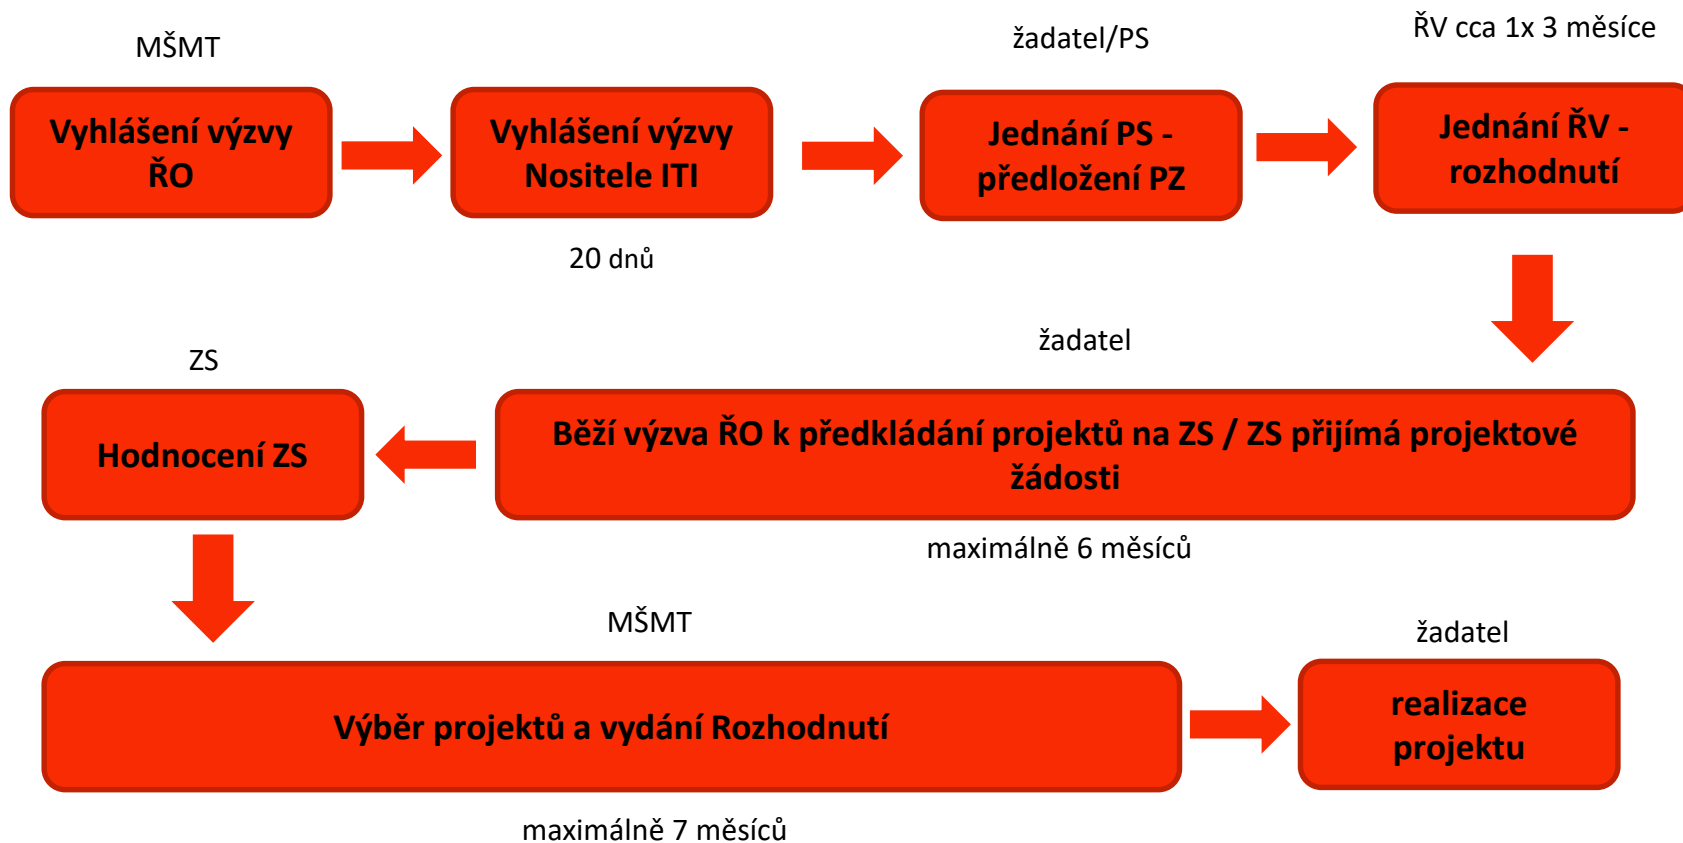 MŠMT
žadatel/PS
ŘV cca 1x 3 měsíce
Vyhlášení výzvy
ŘO
Vyhlášení výzvy
Nositele ITI
Jednání PS -
předložení PZ
Jednání ŘV -
rozhodnutí
20 dnů
ZS
žadatel
Hodnocení ZS
Běží výzva ŘO k předkládání projektů na ZS / ZS přijímá projektové
žádosti
maximálně 6 měsíců
MŠMT
žadatel
Výběr projektů a vydání Rozhodnutí
realizace
projektu
maximálně 7 měsíců